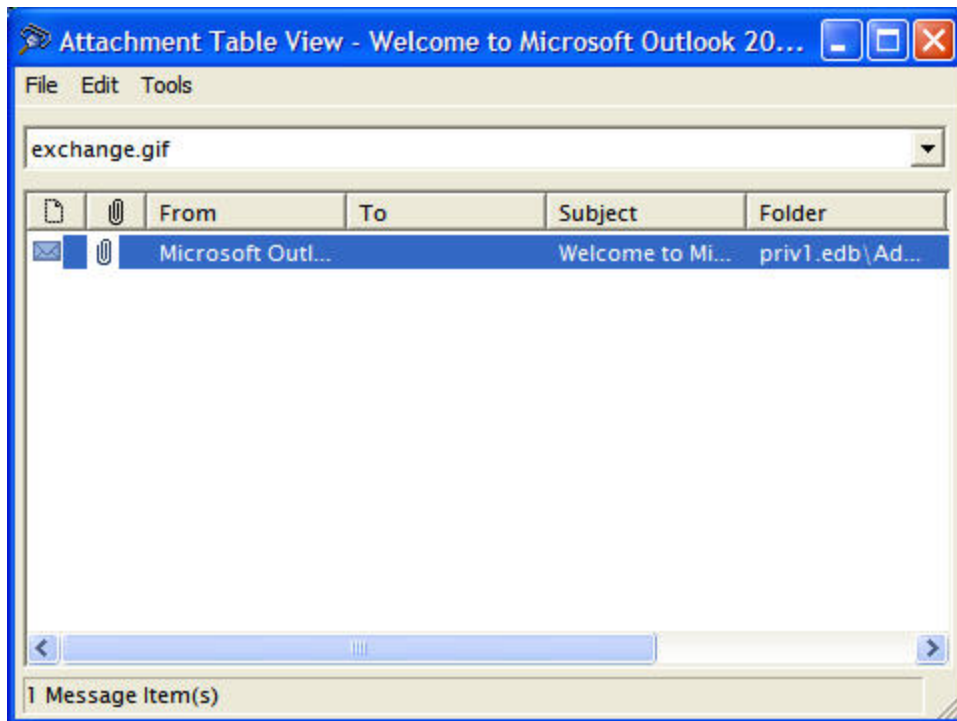 Attachment Table View - Welcome to Microsoft Outlook 20...
File Edit Tools
exchange.gif
From To Subject Folder
Microsoft Outl... Welcome to Mi... priv1.edb\Ad...
1 Message Item(s)